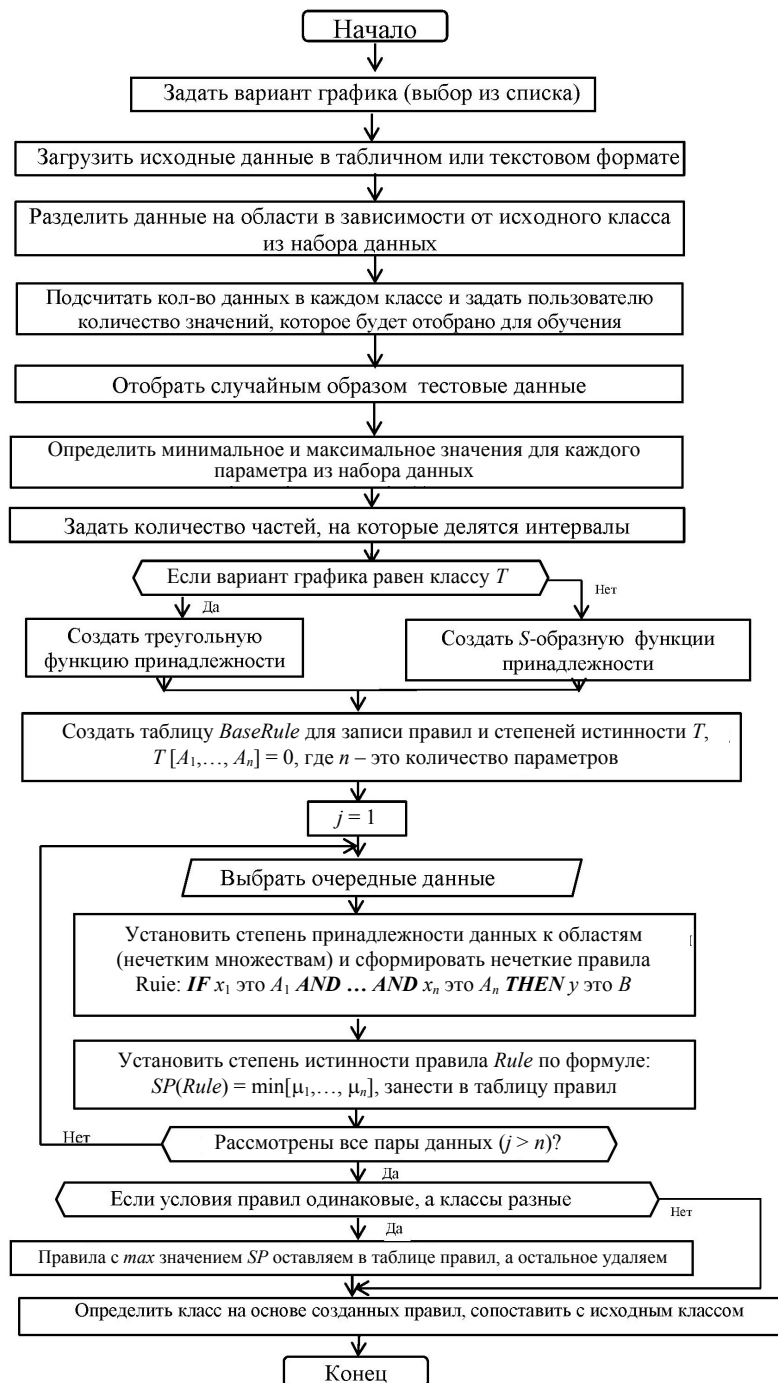 Начало
Задать вариант графика (выбор из списка)
Загрузить исходные данные в табличном или текстовом формате
Разделить данные на области в зависимости от исходного класса
из набора данных
Подсчитать кол-во данных в каждом классе и задать пользователю
количество значений, которое будет отобрано для обучения
Отобрать случайным образом тестовые данные
Определить минимальное и максимальное значения для каждого
параметра из набора данных
Задать количество частей, на которые делятся интервалы
Если вариант графика равен классу T
Да
Нет
Создать треугольную
функцию принадлежности
Создать S-образную функции
принадлежности
Создать таблицу BaseRule для записи правил и степеней истинности T,
T [A₁,…, Aₙ] = 0, где n – это количество параметров
j = 1
Выбрать очередные данные
Установить степень принадлежности данных к областям
(нечетким множествам) и сформировать нечеткие правила
Ruie: IF x₁ это A₁ AND … AND xₙ это Aₙ THEN y это B
Установить степень истинности правила Rule по формуле:
SP(Rule) = min[μ₁,…, μₙ], занести в таблицу правил
Нет
Рассмотрены все пары данных (j > n)?
Да
Если условия правил одинаковые, а классы разные
Нет
Да
Правила с max значением SP оставляем в таблице правил, а остальное удаляем
Определить класс на основе созданных правил, сопоставить с исходным классом
Конец